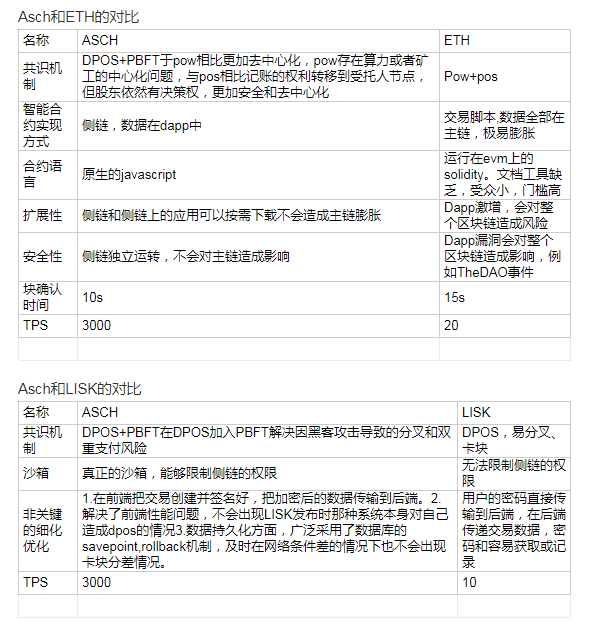 Asch和ETH的对比
名称 ASCH ETH
共识机制 DPOS+PBFT于pow相比更加去中心化，pow存在算力或者矿
工的中心化问题，与pos相比记账的权利转移到受托人节点，
但股东依然有决策权，更加安全和去中心化
Pow+pos
智能合
约实现
方式
侧链，数据在dapp中
交易脚本,数据全部在
主链，极易膨胀
合约语
言
原生的javascript
运行在evm上的
solidity。文档工具缺
乏，受众小，门槛高
扩展性 侧链和侧链上的应用可以按需下载不会造成主链膨胀
Dapp激增，会对整
个区块链造成风险
安全性 侧链独立运转，不会对主链造成影响
Dapp漏洞会对整个
区块链造成影响，例
如TheDAO事件
块确认
时间
10s 15s
TPS 3000 20
Asch和LISK的对比
名称 ASCH LISK
共识机
制
DPOS+PBFT在DPOS加入PBFT解决因黑客攻击导致的分叉和双
重支付风险
DPOS，易分叉、
卡块
沙箱 真正的沙箱，能够限制侧链的权限
无法限制侧链的权
限
非关键
的细化
优化
1.在前端把交易创建并签名好，把加密后的数据传输到后端。2.
解决了前端性能问题，不会出现LISK发布时那种系统本身对自己
造成dpos的情况3.数据持久化方面，广泛采用了数据库的
savepoint,rollback机制，及时在网络条件差的情况下也不会出现
卡块分差情况。
用户的密码直接传
输到后端，在后端
传递交易数据，密
码和容易获取或记
录
TPS 3000 10